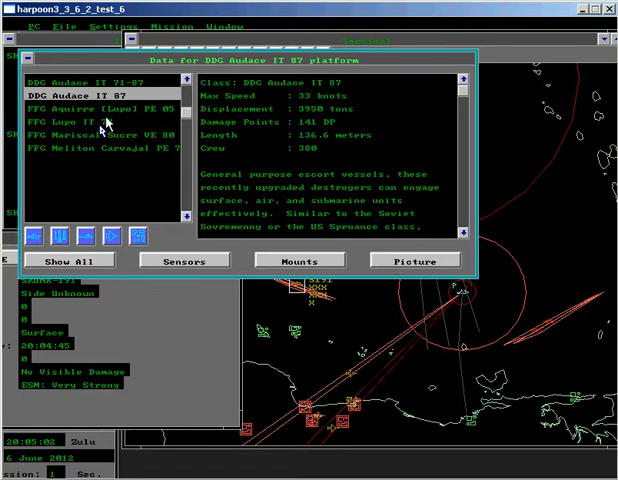 harpoon3_3_6_2_test_6
PC File Settings Mission Window
Tactical
Data for DDG Audace IT 87 platform
DDG Audace IT 71-87
DDG Audace IT 87
FFG Aquirre [Lupo] PE 05
FFG Lupo IT
FFG Mariscal Sucre VE 80
FFG Meliton Carvajal PE 7
Class: DDG Audace IT 87
Max Speed : 33 knots
Displacement : 3950 tons
Damage Points : 141 DP
Length : 136.6 meters
Crew : 380
General purpose escort vessels, these
recently upgraded destroyers can engage
surface, air, and submarine units
effectively. Similar to the Soviet
Sovremenny or the US Spruance class,
Show All
Sensors
Mounts
Picture
Side Unknown
0
0
Surface
20:04:45
0
No Visible Damage
ESM: Very Strong
20:05:02 Zulu
6 June 2012
ssion: 1 Sec.